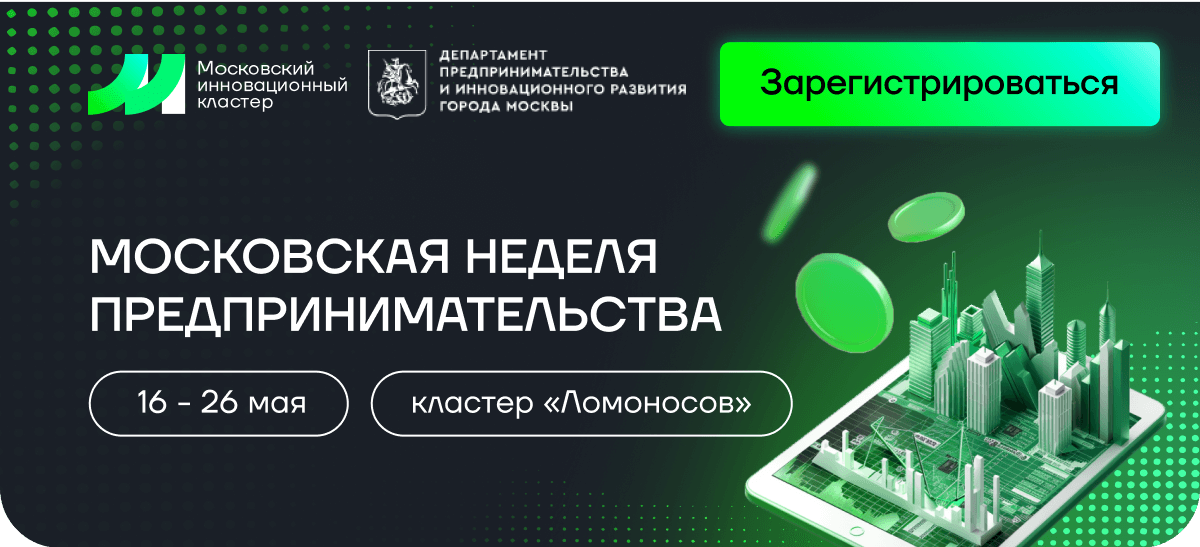 Московский
инновационный
кластер
ДЕПАРТАМЕНТ
ПРЕДПРИНИМАТЕЛЬСТВА
И ИННОВАЦИОННОГО РАЗВИТИЯ
ГОРОДА МОСКВЫ
Зарегистрироваться
МОСКОВСКАЯ НЕДЕЛЯ
ПРЕДПРИНИМАТЕЛЬСТВА
16 - 26 мая
кластер «Ломоносов»